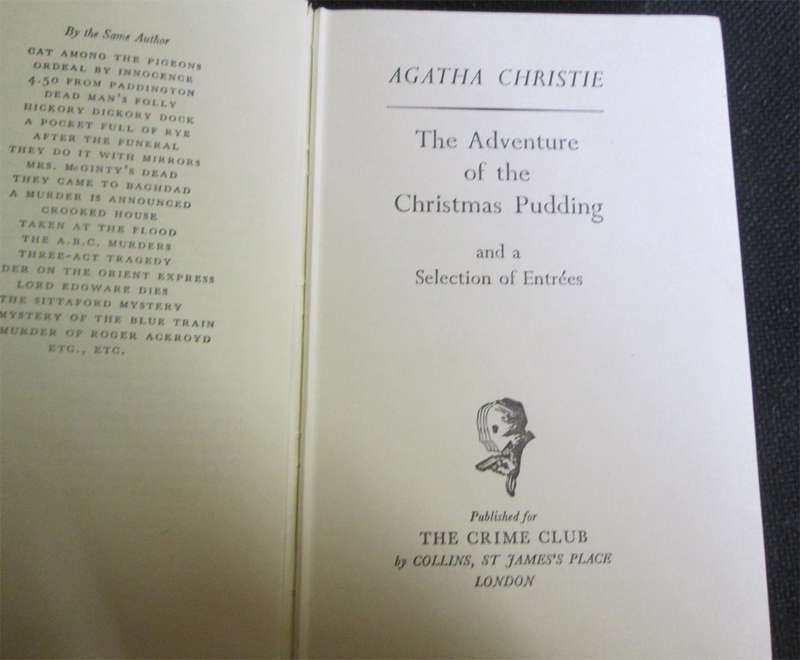 By the Same Author
CAT AMONG THE PIGEONS
ORDEAL BY INNOCENCE
4.50 FROM PADDINGTON
DEAD MAN'S FOLLY
HICKORY DICKORY DOCK
A POCKET FULL OF RYE
AFTER THE FUNERAL
THEY DO IT WITH MIRRORS
MRS. McGINTY'S DEAD
THEY CAME TO BAGHDAD
A MURDER IS ANNOUNCED
CROOKED HOUSE
TAKEN AT THE FLOOD
THE A.B.C. MURDERS
THREE-ACT TRAGEDY
DER ON THE ORIENT EXPRESS
LORD EDGWARE DIES
THE SITTAFORD MYSTERY
MYSTERY OF THE BLUE TRAIN
MURDER OF ROGER ACKROYD
ETC., ETC.
AGATHA CHRISTIE
The Adventure
of the
Christmas Pudding
and a
Selection of Entrées
Published for
THE CRIME CLUB
by COLLINS, ST JAMES'S PLACE
LONDON